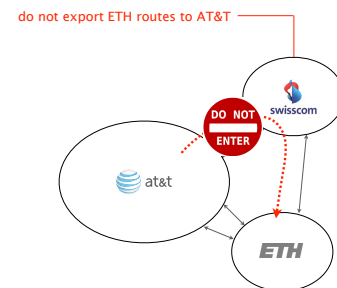 do not export ETH routes to AT&T
swisscom
DO NOT
ENTER
at&t
ETH